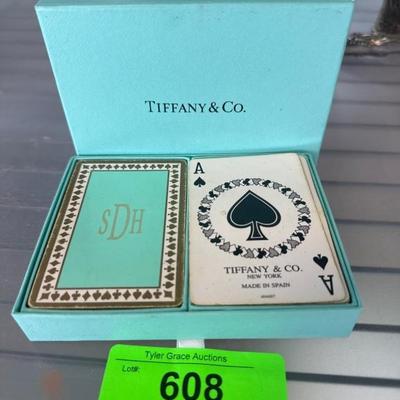 TIFFANY & CO.
SDH
A
TIFFANY & CO.
NEW YORK
MADE IN SPAIN
A
Tyler Grace Auctions
Lot#:
608